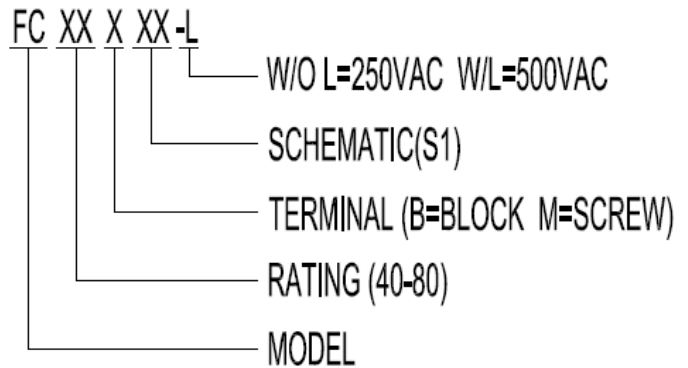 FC XX X XX -L
W/O L=250VAC W/L=500VAC
SCHEMATIC(S1)
TERMINAL (B=BLOCK M=SCREW)
RATING (40-80)
MODEL